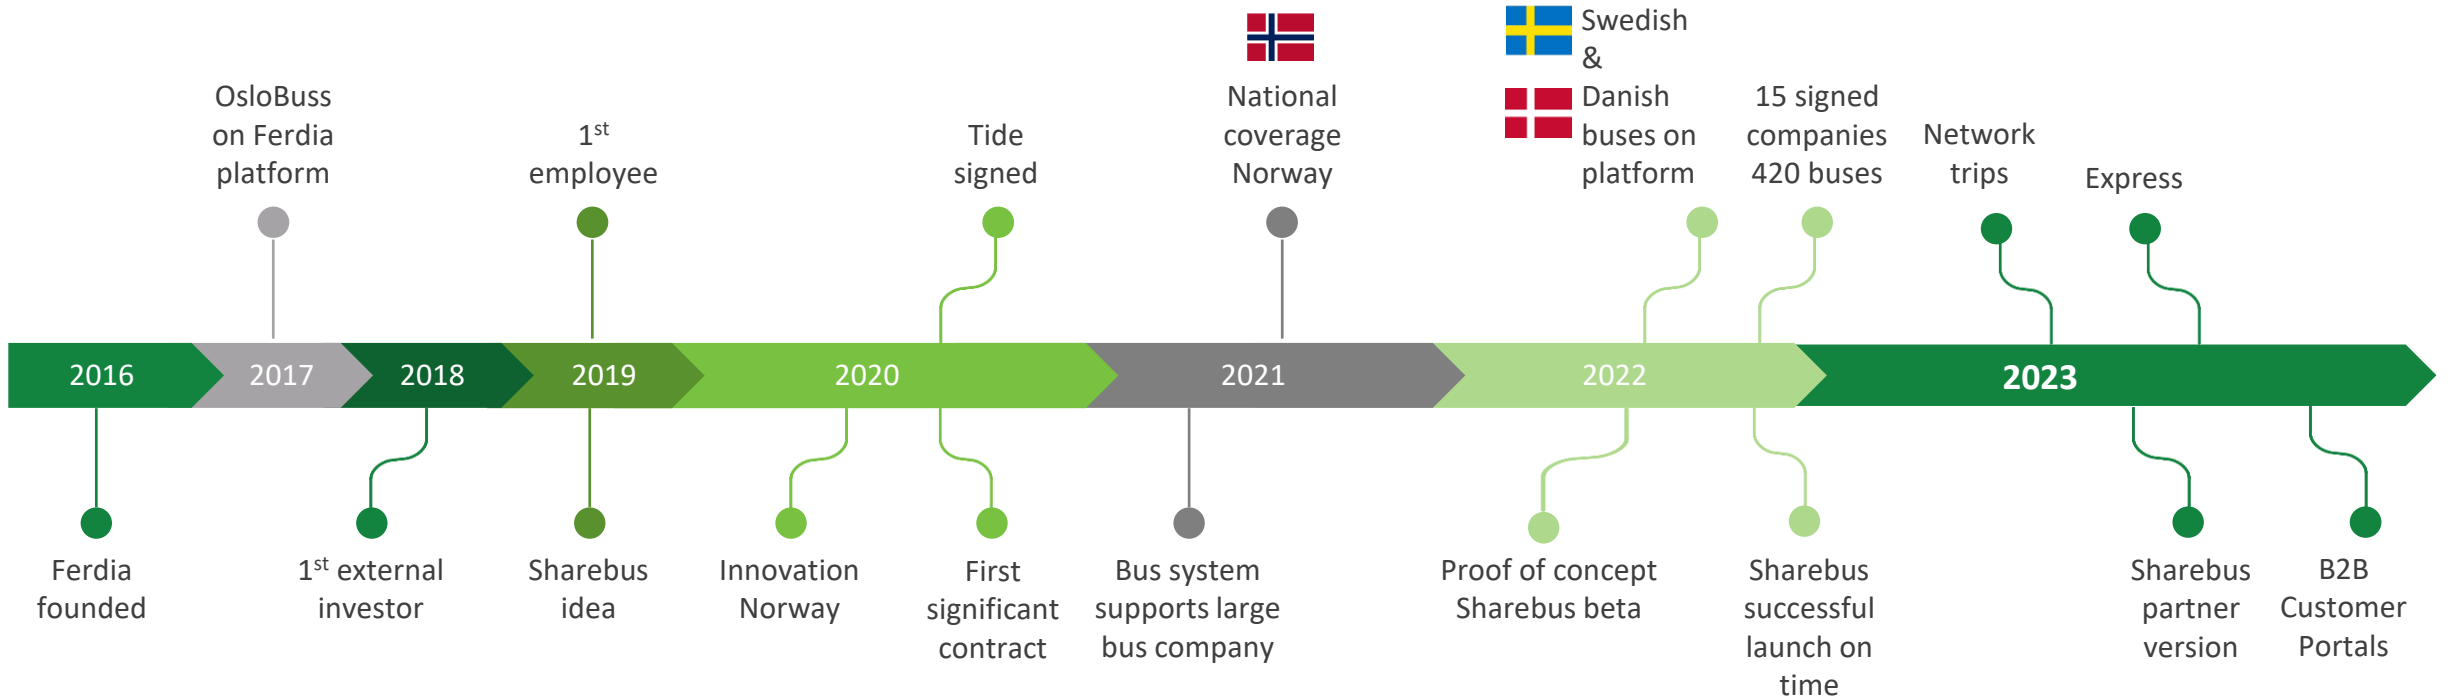 OsloBuss
on Ferdia
platform
1st
employee
Tide
signed
National
coverage
Norway
Swedish
&
Danish
buses on
platform
15 signed
companies
420 buses
Network
trips
Express
2016
2017
2018
2019
2020
2021
2022
2023
Ferdia
founded
1st external
investor
Sharebus
idea
Innovation
Norway
First
significant
contract
Bus system
supports large
bus company
Proof of concept
Sharebus beta
Sharebus
successful
launch on
time
Sharebus
partner
version
B2B
Customer
Portals